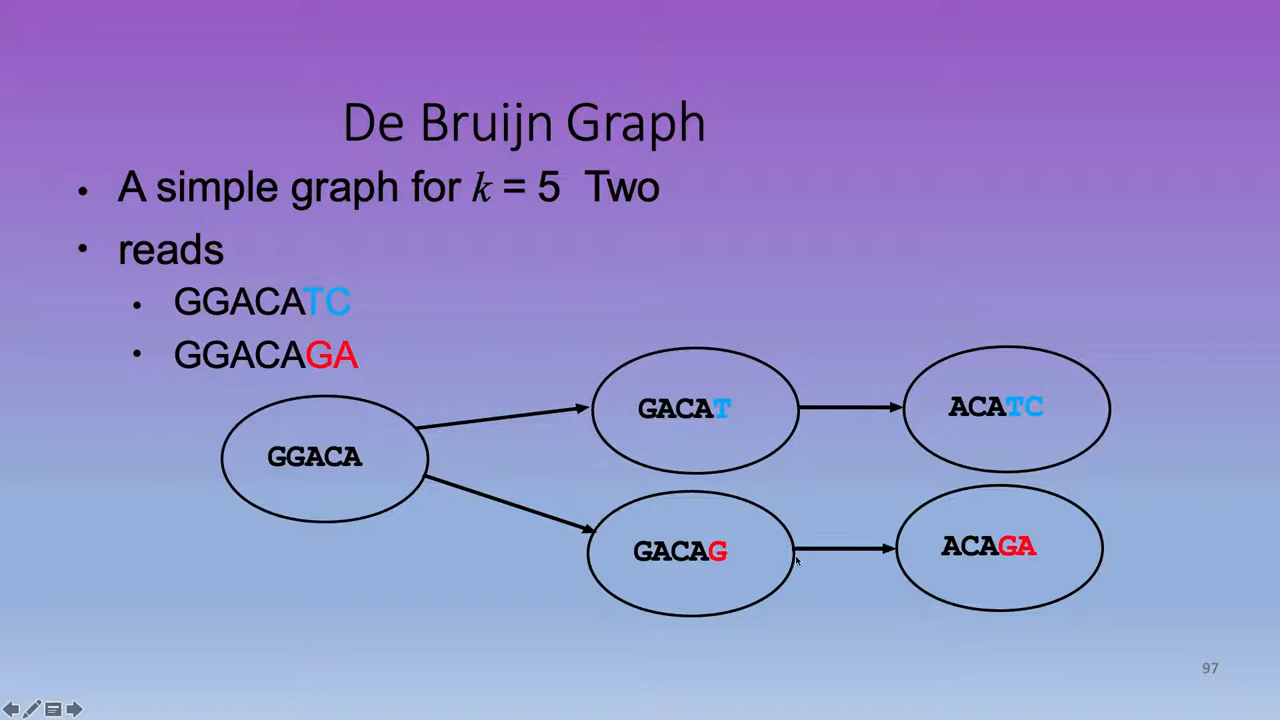 De Bruijn Graph
• A simple graph for k = 5 Two
• reads
• GGACATC
• GGACAGA
GGACA
GACAT
ACATC
GACAG
ACAGA
97